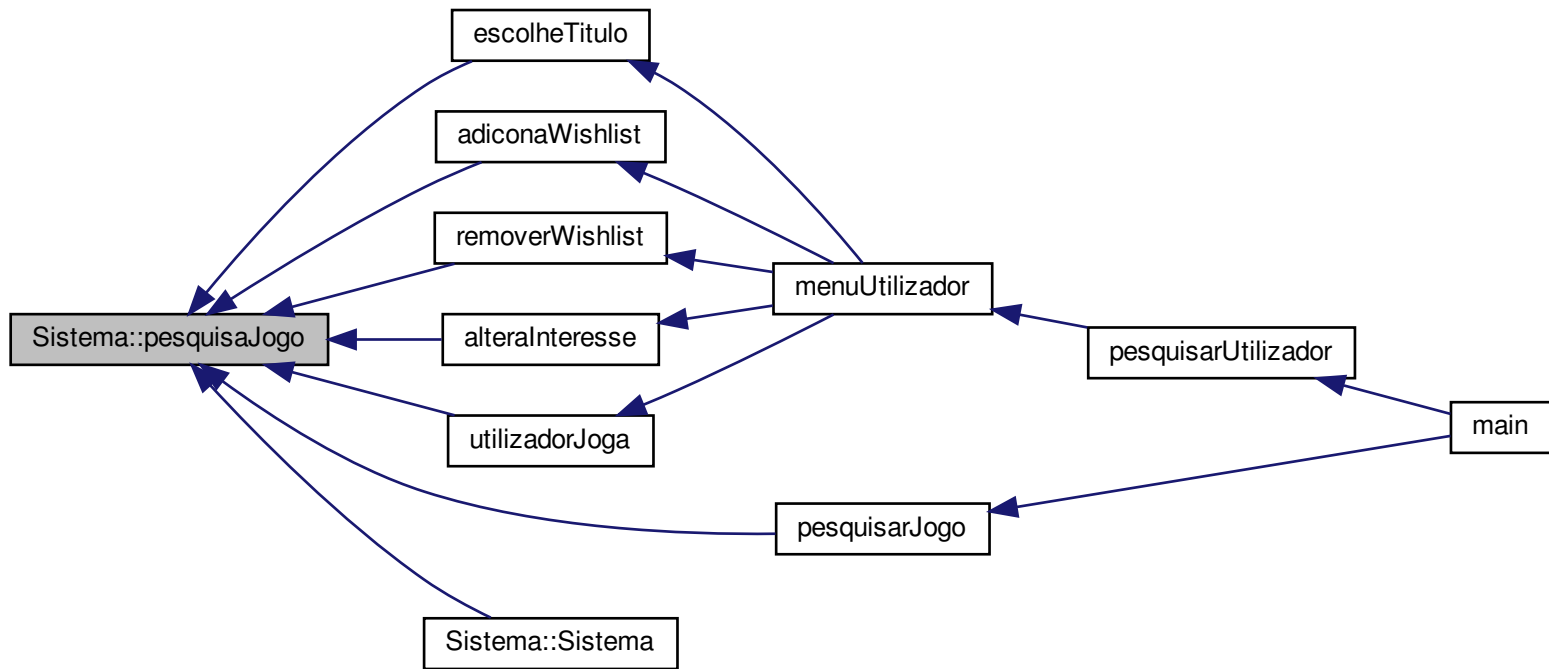 escolheTitulo
adiconaWishlist
removerWishlist
menuUtilizador
Sistema::pesquisaJogo
alteraInteresse
pesquisarUtilizador
utilizadorJoga
main
pesquisarJogo
Sistema::Sistema